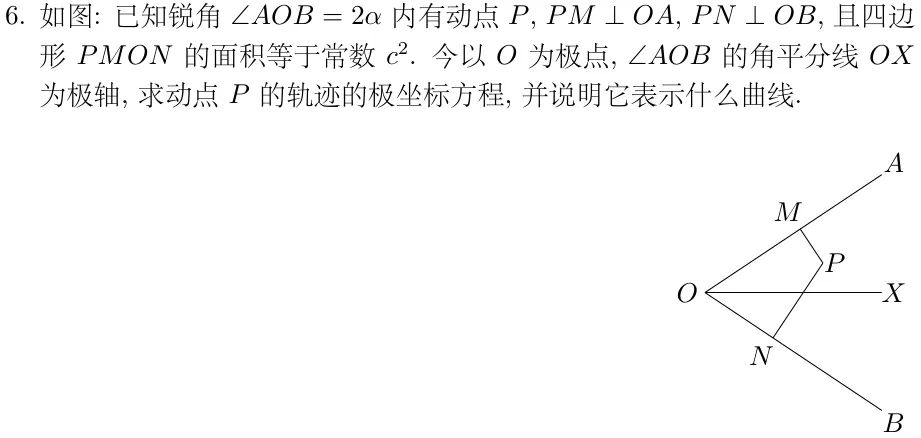 6. 如图: 已知锐角 ∠AOB = 2α 内有动点 P, PM ⊥ OA, PN ⊥ OB, 且四边
形 PMON 的面积等于常数 c². 今以 O 为极点, ∠AOB 的角平分线 OX
为极轴, 求动点 P 的轨迹的极坐标方程, 并说明它表示什么曲线.
A
M
P
O
X
N
B